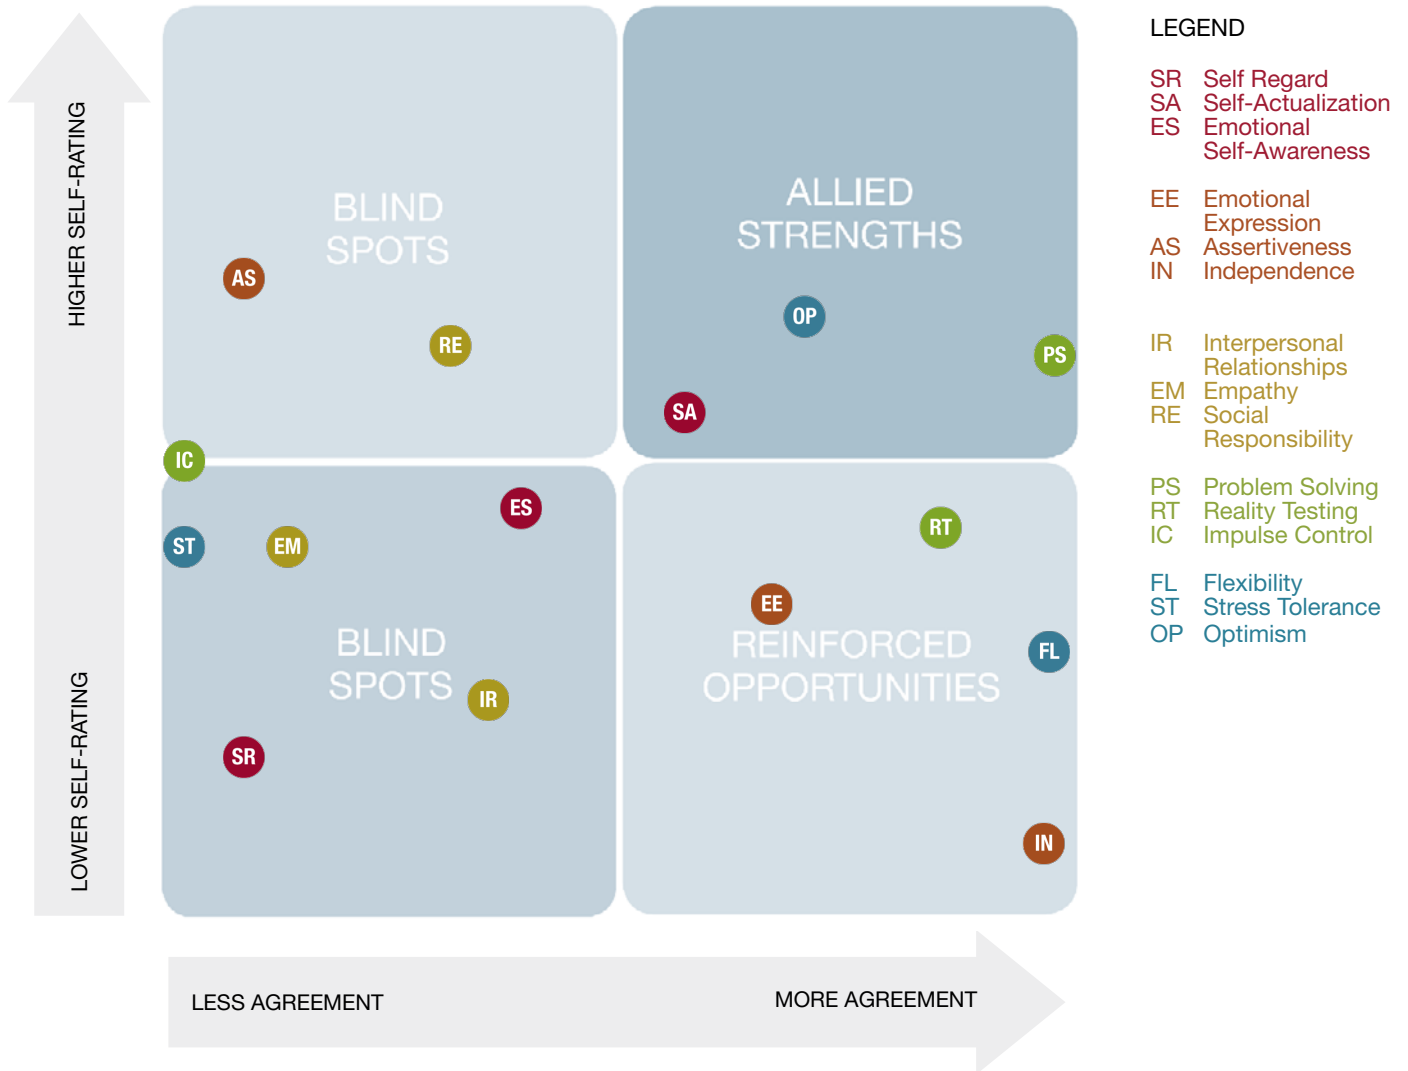 HIGHER SELF-RATING
LOWER SELF-RATING
BLIND
SPOTS
AS
RE
ALLIED
STRENGTHS
OP
PS
SA
IC
ST
EM
ES
BLIND
SPOTS
IR
SR
RT
EE
REINFORCED
OPPORTUNITIES
FL
IN
LESS AGREEMENT
MORE AGREEMENT
LEGEND
SR Self Regard
SA Self-Actualization
ES Emotional
Self-Awareness
EE Emotional
Expression
AS Assertiveness
IN Independence
IR Interpersonal
Relationships
EM Empathy
RE Social
Responsibility
PS Problem Solving
RT Reality Testing
IC Impulse Control
FL Flexibility
ST Stress Tolerance
OP Optimism